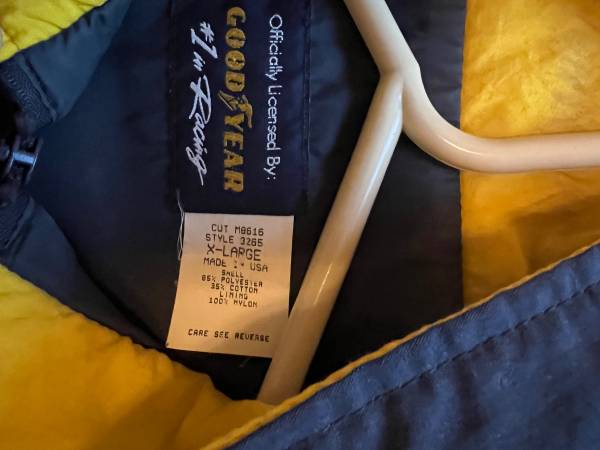 Officially Licensed By:
GOODYEAR
#1 in Racing
CUT M8616
STYLE 3265
X-LARGE
MADE IN USA
SHELL
65% POLYESTER
35% COTTON
LINING
100% NYLON
CARE SEE REVERSE